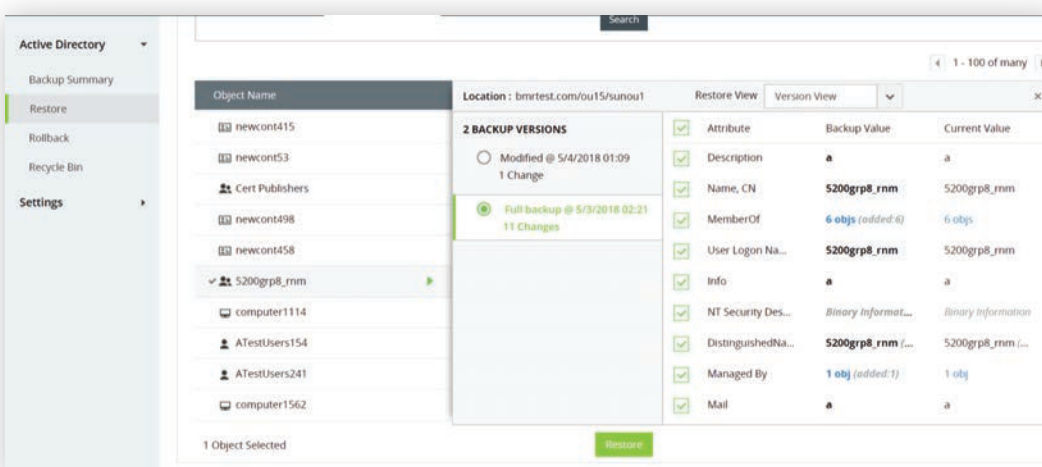 Search
Active Directory
Backup Summary
Restore
Rollback
Recycle Bin
Settings
1 - 100 of many
Object Name
newcont415
newcont53
Cert Publishers
newcont498
newcont458
5200grp8_rnm
computer1114
ATestUsers154
ATestUsers241
computer1562
1 Object Selected
Restore
Location : bmrtest.com/ou15/sunou1
Restore View Version View
2 BACKUP VERSIONS
Modified @ 5/4/2018 01:09
1 Change
Full backup @ 5/3/2018 02:21
11 Changes
Attribute Backup Value Current Value
Description a a
Name, CN 5200grp8_rnm 5200grp8_rnm
MemberOf 6 objs (added:6) 6 objs
User Logon Na... 5200grp8_rnm 5200grp8_rnm
Info a a
NT Security Des... Binary Informat... Binary Information
DistinguishedNa... 5200grp8_rnm (... 5200grp8_rnm (...
Managed By 1 obj (added:1) 1 obj
Mail a a